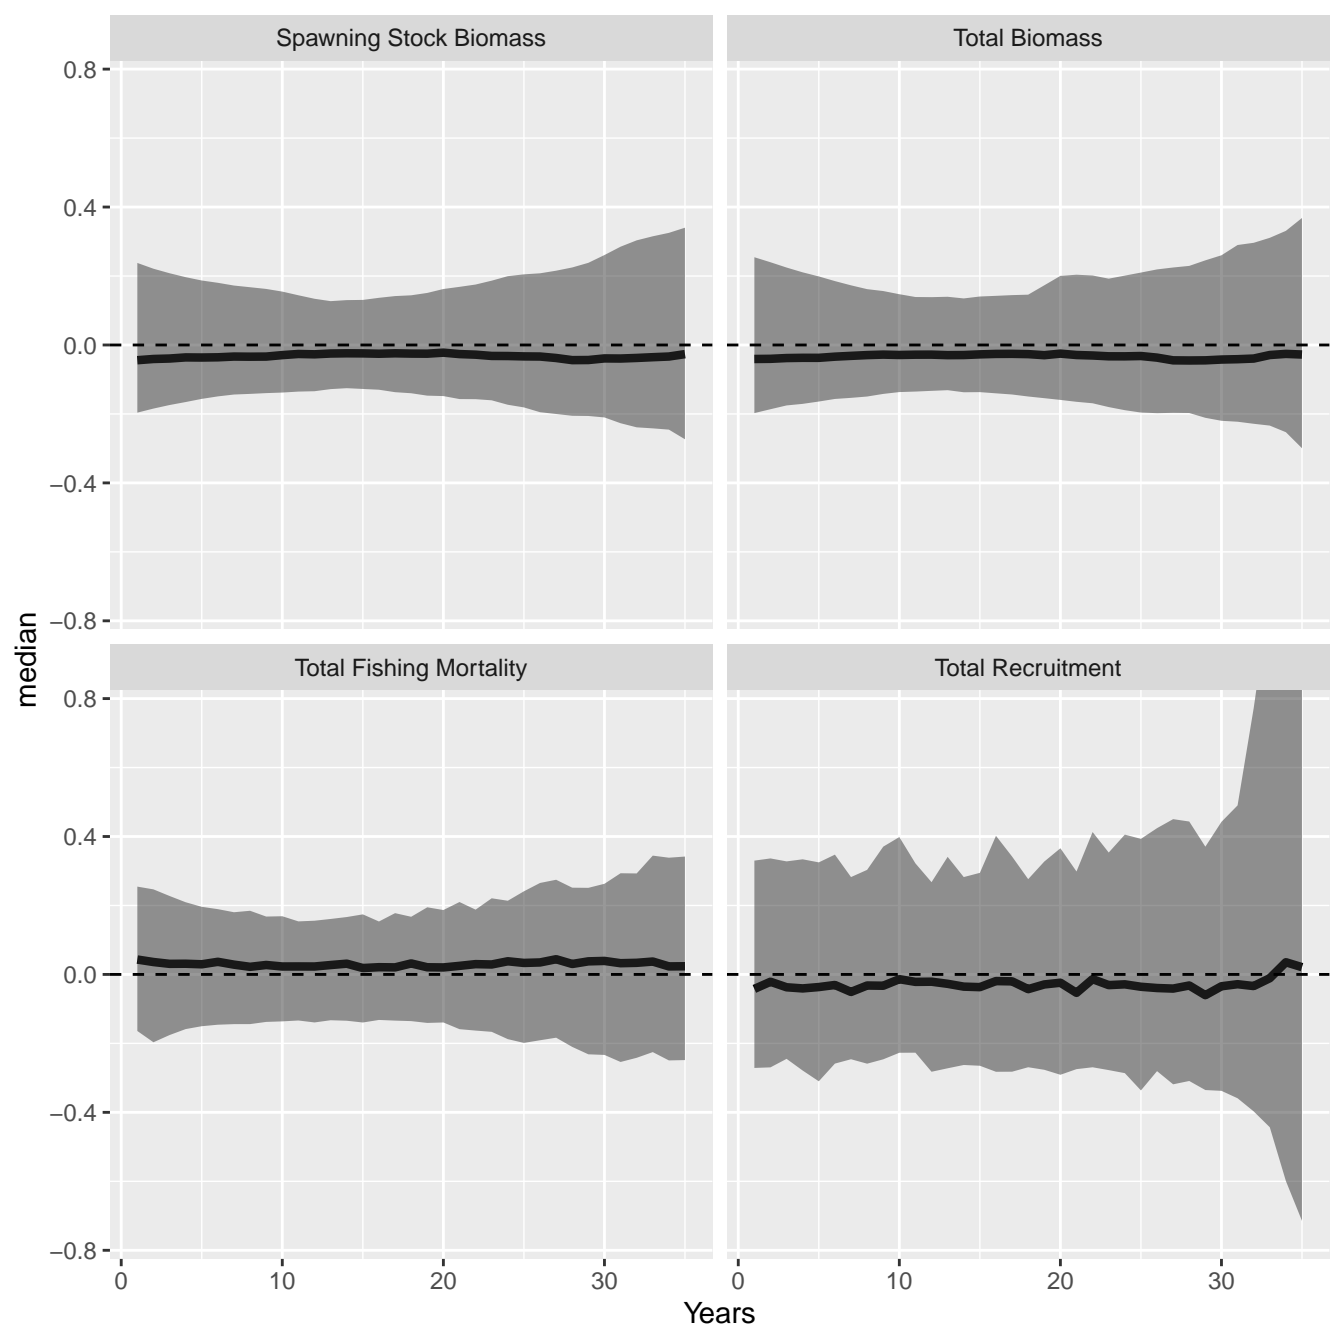 Spawning Stock Biomass
Total Biomass
0.8
0.4
0.0
−0.4
−0.8
median
Total Fishing Mortality
Total Recruitment
0.8
0.4
0.0
−0.4
−0.8
0 10 20 30
0 10 20 30
Years